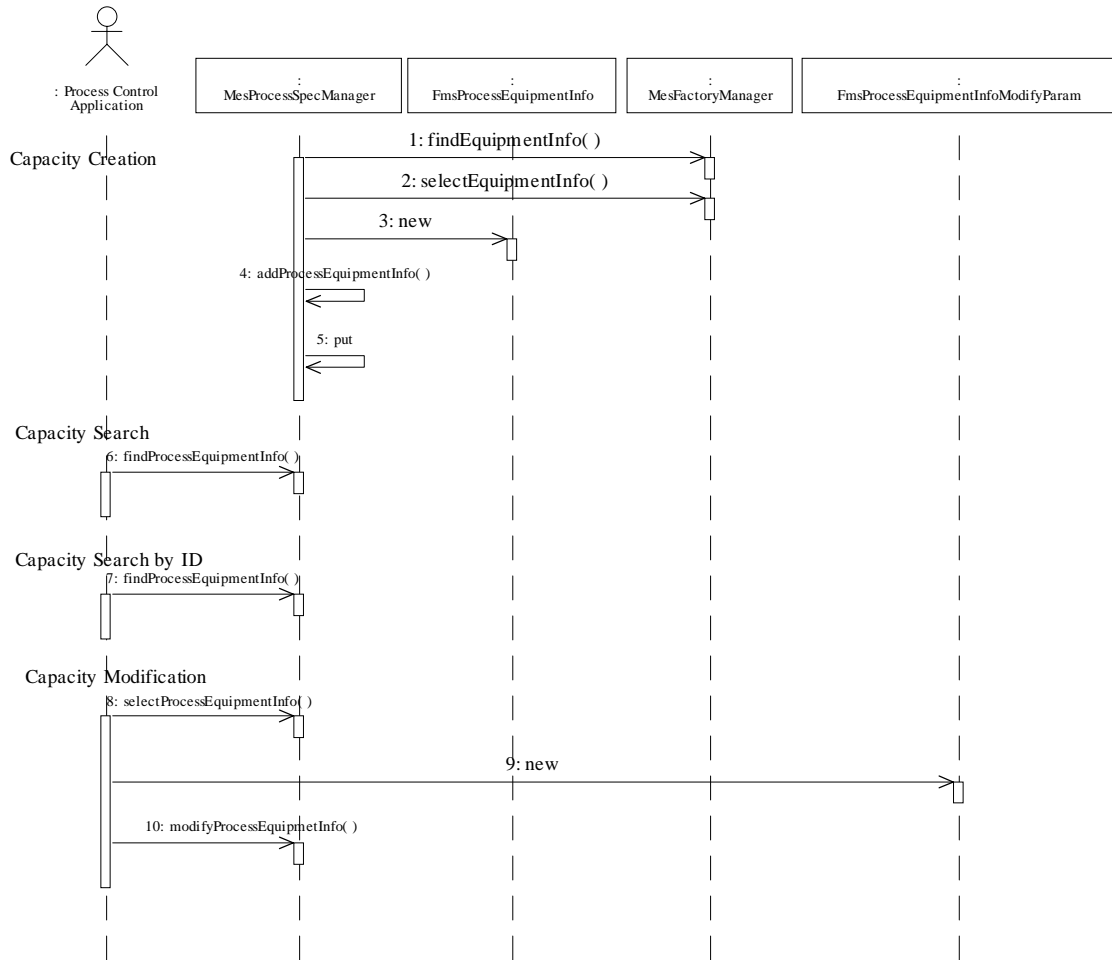 : Process Control
Application
:
MesProcessSpecManager
:
FmsProcessEquipmentInfo
:
MesFactoryManager
:
FmsProcessEquipmentInfoModifyParam
Capacity Creation
1: findEquipmentInfo( )
2: selectEquipmentInfo( )
3: new
4: addProcessEquipmentInfo( )
5: put
Capacity Search
6: findProcessEquipmentInfo( )
Capacity Search by ID
7: findProcessEquipmentInfo( )
Capacity Modification
8: selectProcessEquipmentInfo( )
9: new
10: modifyProcessEquipmetInfo( )